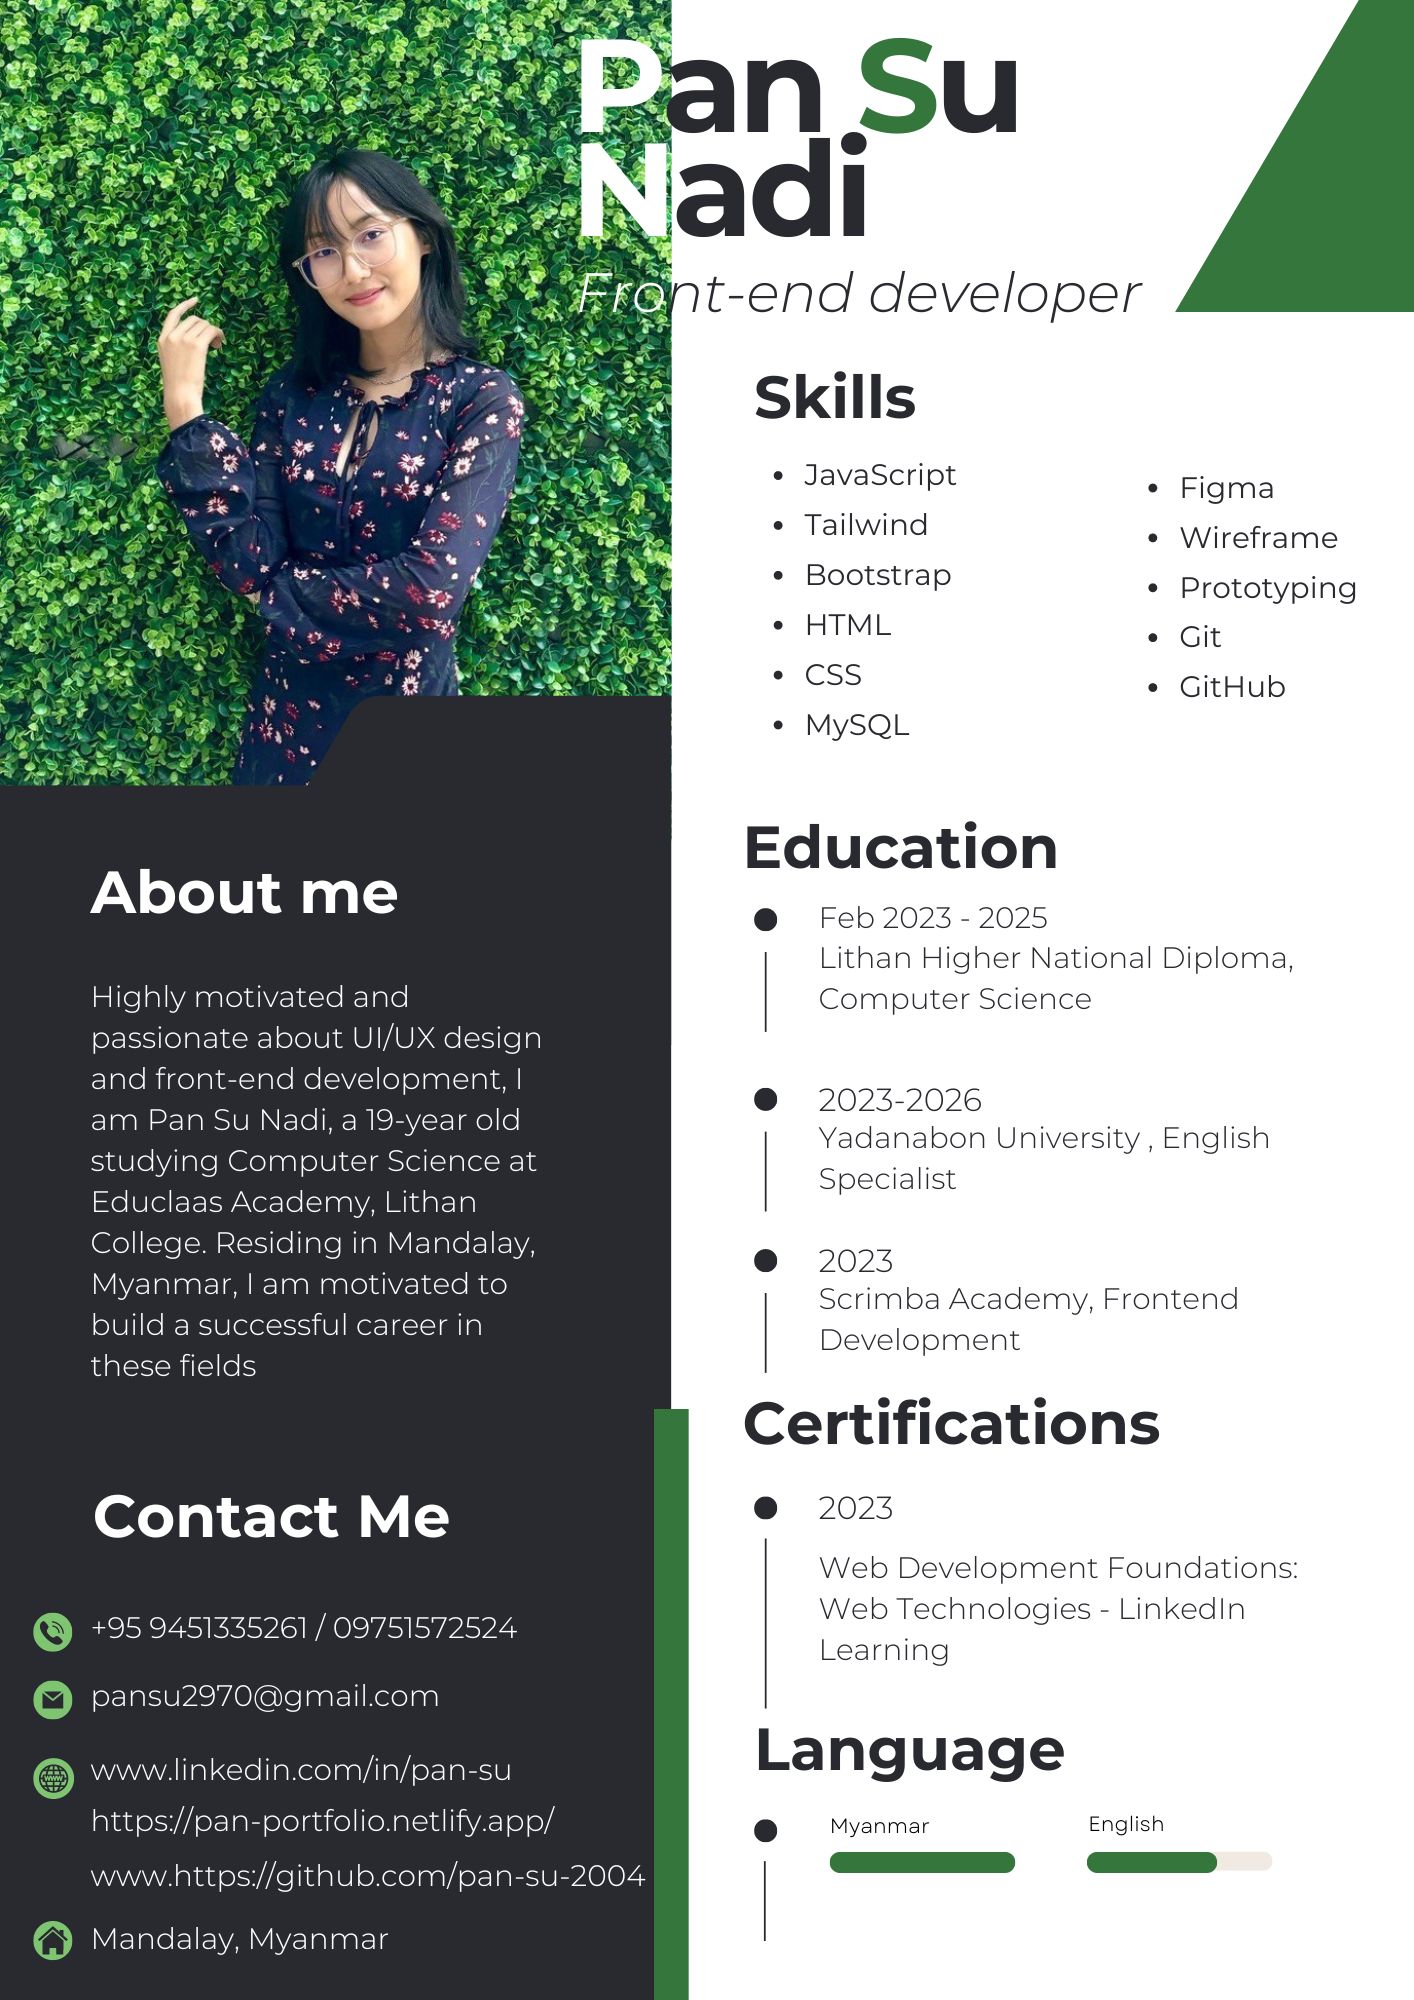 Pan Su
Nadi
Front-end developer
Skills
• JavaScript
• Tailwind
• Bootstrap
• HTML
• CSS
• MySQL
• Figma
• Wireframe
• Prototyping
• Git
• GitHub
About me
Highly motivated and
passionate about UI/UX design
and front-end development, I
am Pan Su Nadi, a 19-year old
studying Computer Science at
Educlaas Academy, Lithan
College. Residing in Mandalay,
Myanmar, I am motivated to
build a successful career in
these fields
Contact Me
+95 9451335261 / 09751572524
pansu2970@gmail.com
www
www.linkedin.com/in/pan-su
https://pan-portfolio.netlify.app/
www.https://github.com/pan-su-2004
Mandalay, Myanmar
Education
Feb 2023 - 2025
Lithan Higher National Diploma,
Computer Science
2023-2026
Yadanabon University , English
Specialist
2023
Scrimba Academy, Frontend
Development
Certifications
2023
Web Development Foundations:
Web Technologies - LinkedIn
Learning
Language
Myanmar
English